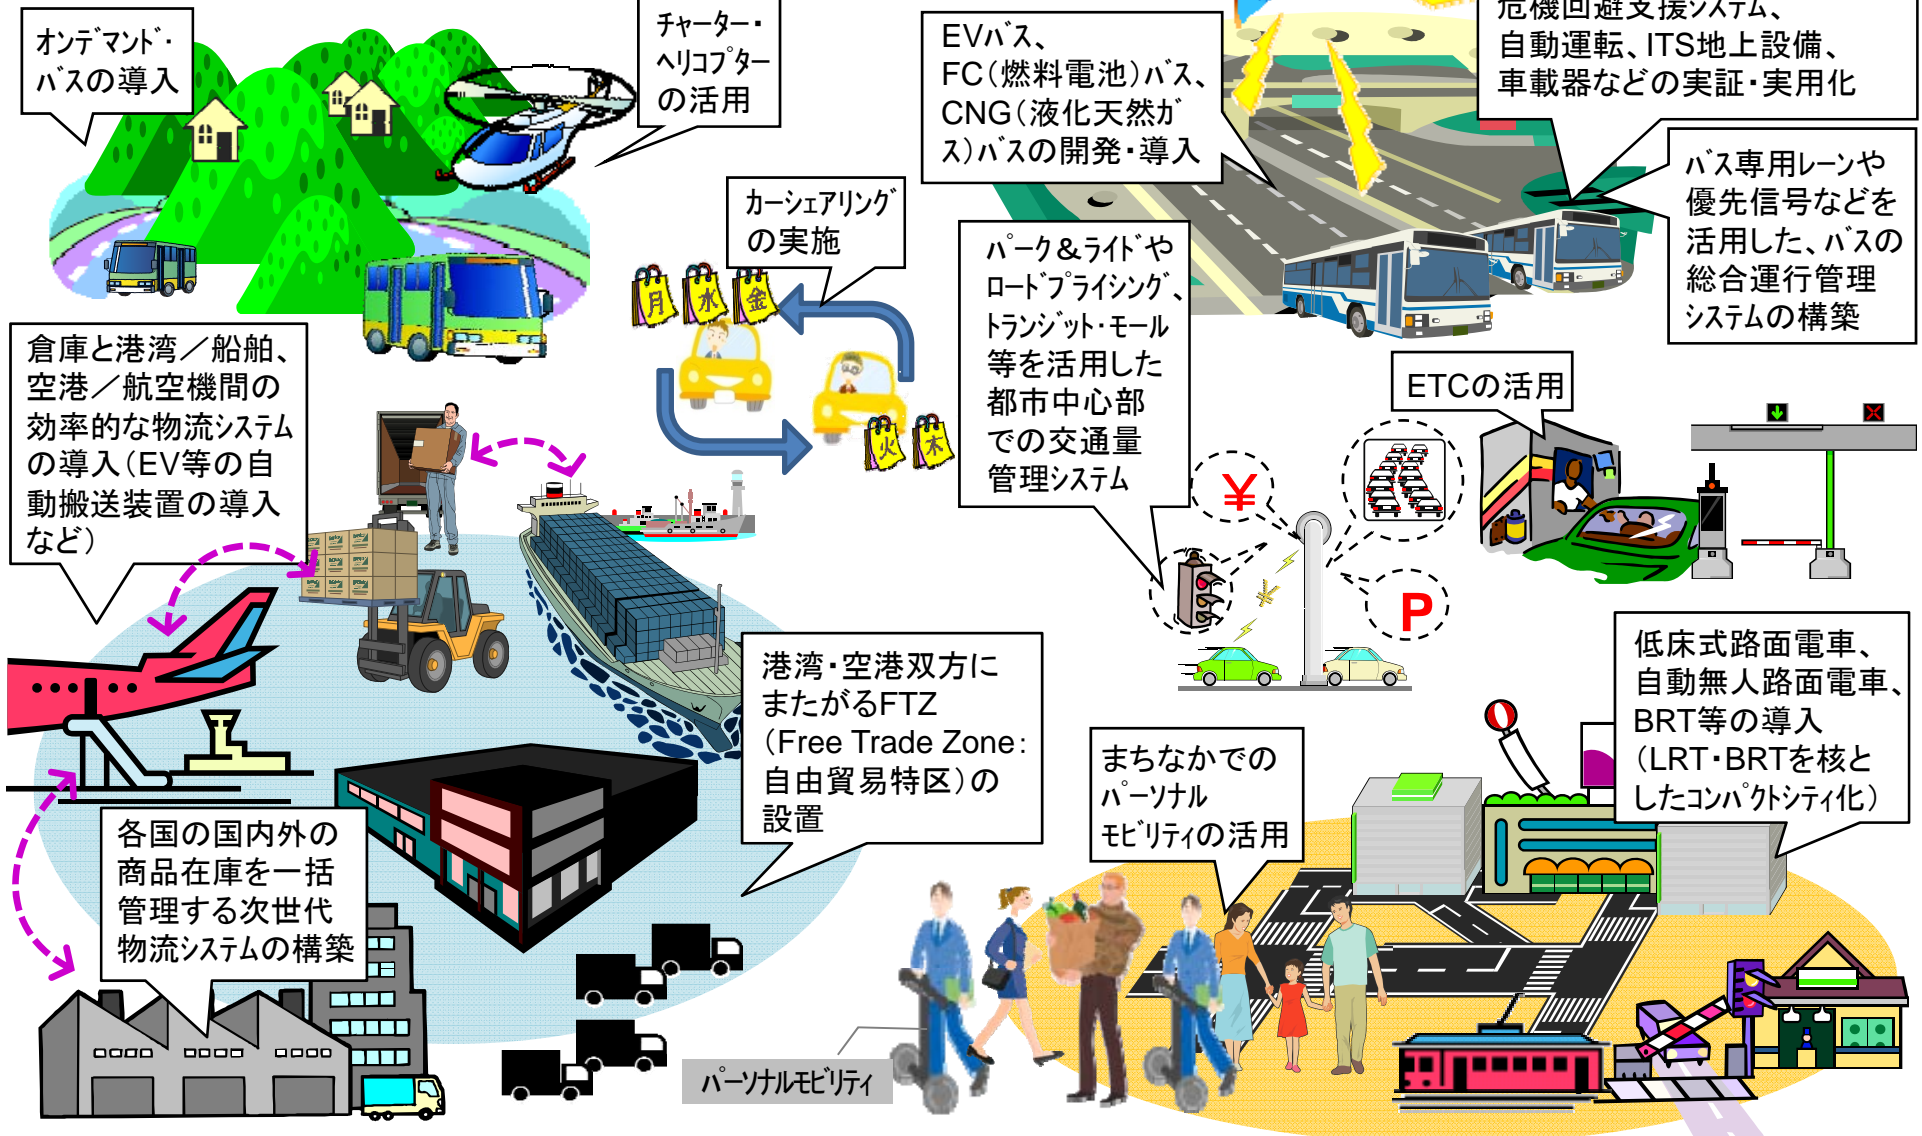 オンデマンド・
バスの導入
チャーター・
ヘリコプター
の活用
EVバス、
FC(燃料電池)バス、
CNG(液化天然ガ
ス)バスの開発・導入
危機回避支援システム、
自動運転、ITS地上設備、
車載器などの実証・実用化
バス専用レーンや
優先信号などを
活用した、バスの
総合運行管理
システムの構築
カーシェアリング
の実施
月
水
金
火
木
パーク&ライドや
ロードプライシング、
トランジット・モール
等を活用した
都市中心部
での交通量
管理システム
ETCの活用
倉庫と港湾/船舶、
空港/航空機間の
効率的な物流システム
の導入(EV等の自
動搬送装置の導入
など)
¥
¥
P
港湾・空港双方に
またがるFTZ
(Free Trade Zone:
自由貿易特区)の
設置
低床式路面電車、
自動無人路面電車、
BRT等の導入
(LRT・BRTを核と
したコンパクトシティ化)
まちなかでの
パーソナル
モビリティの活用
各国の国内外の
商品在庫を一括
管理する次世代
物流システムの構築
パーソナルモビリティ